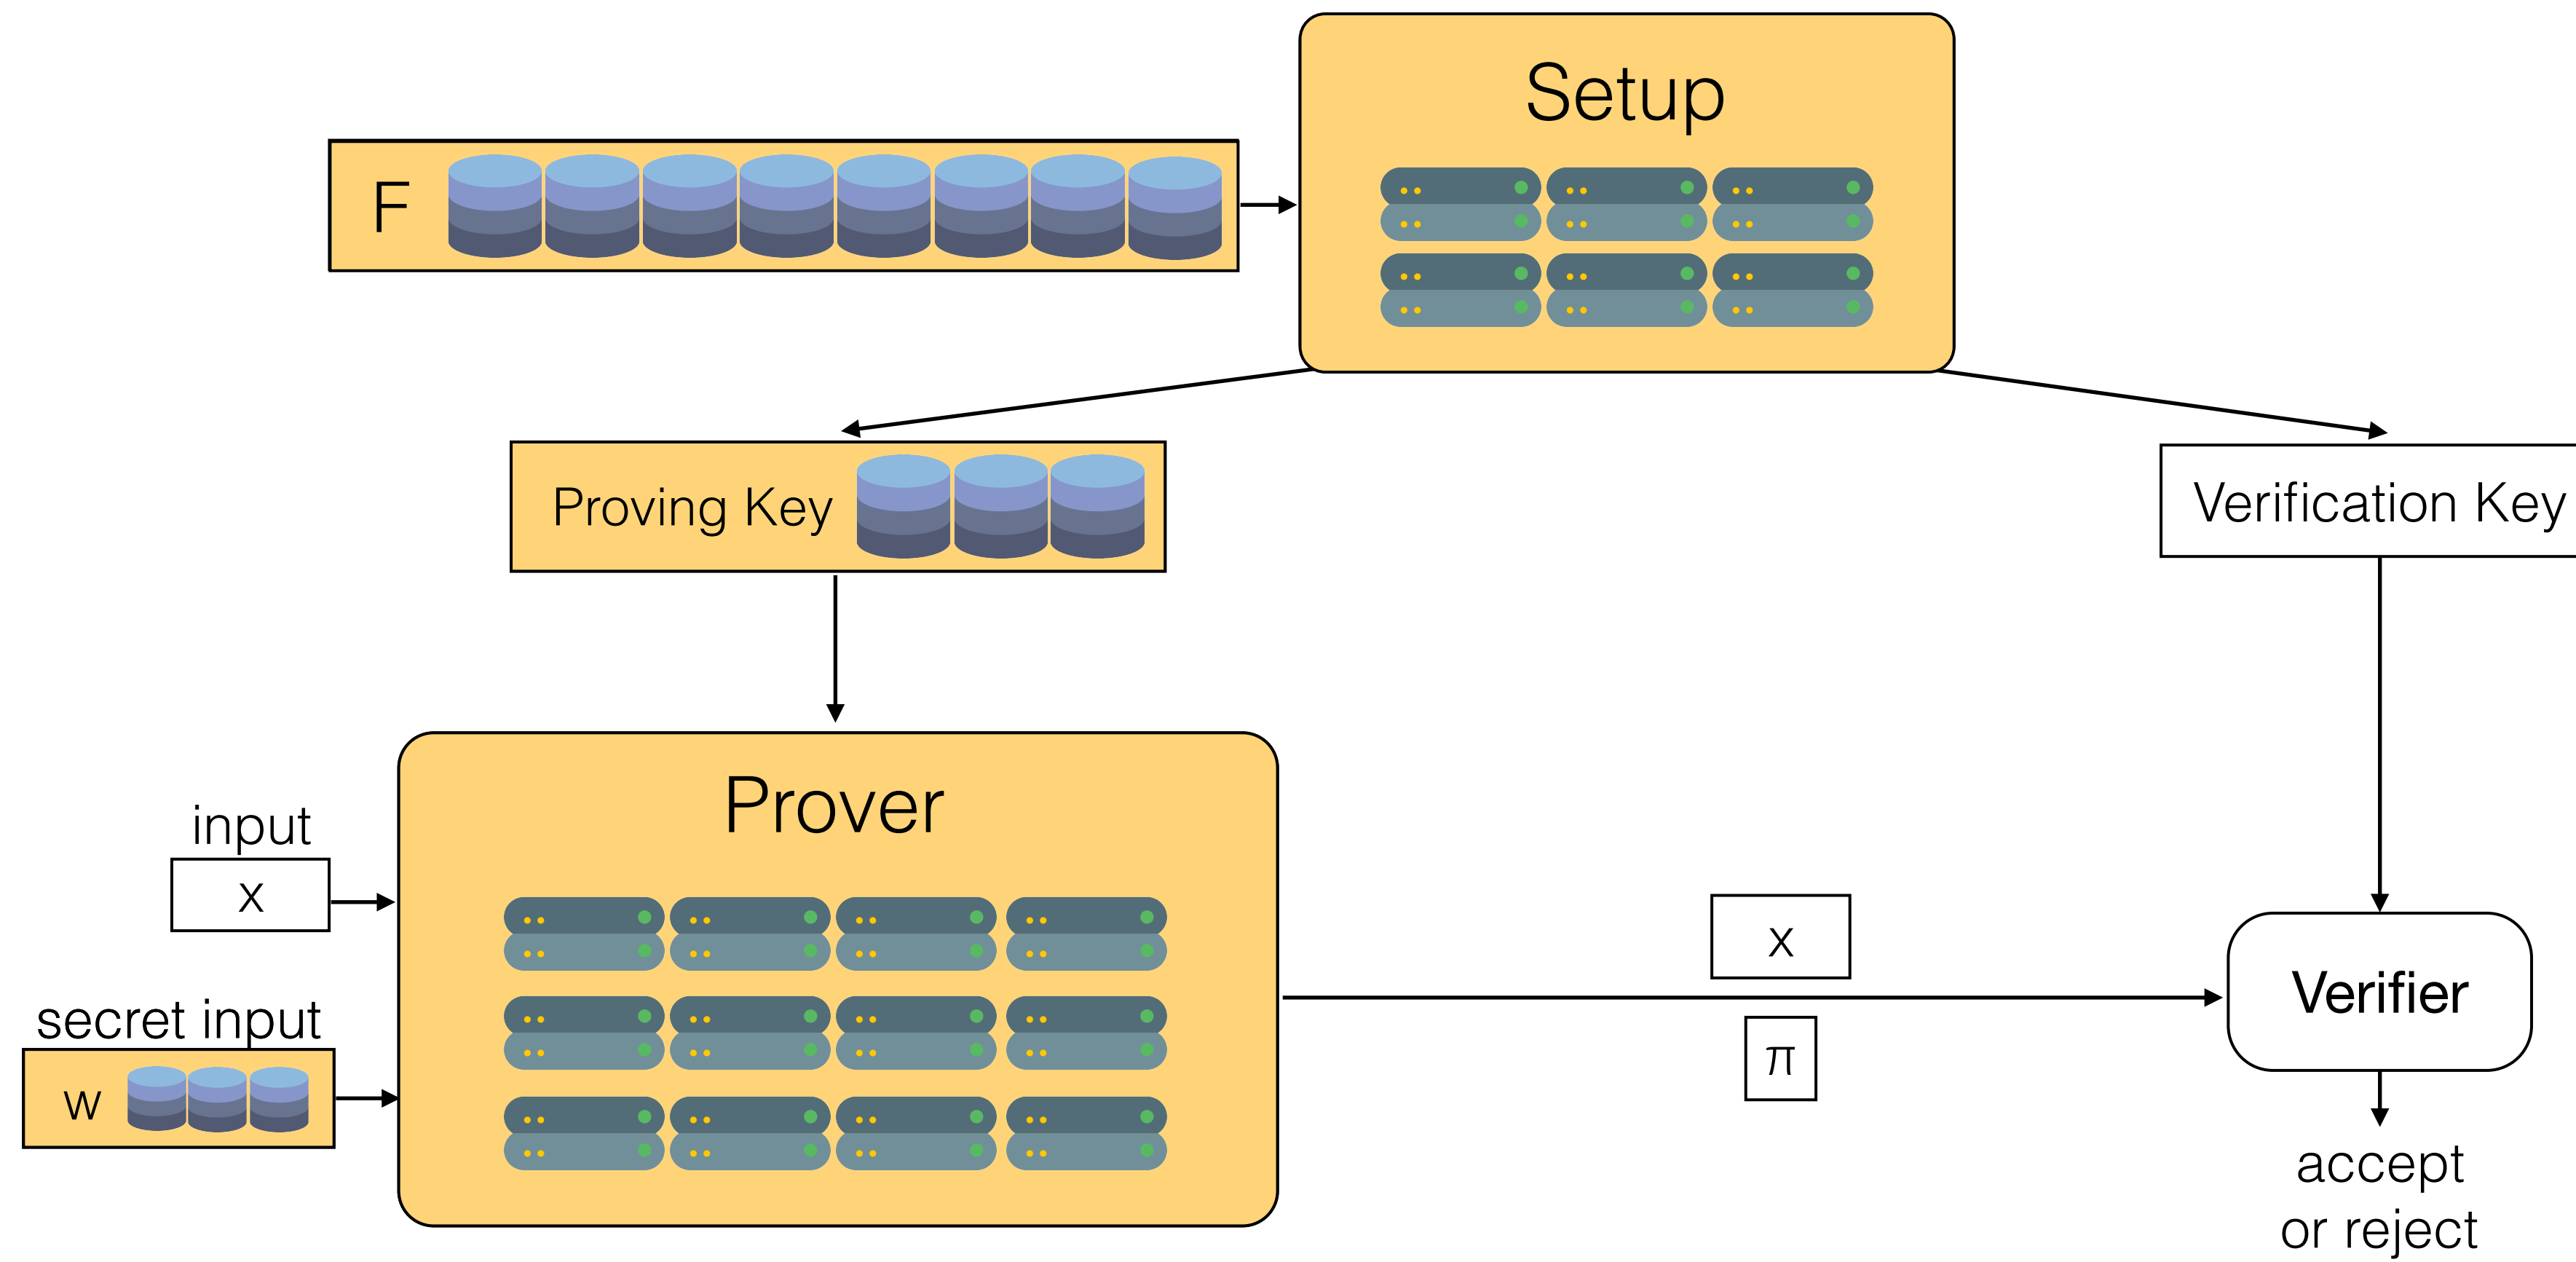 Setup
F
Proving Key
Verification Key
Prover
input
x
secret input
w
x
π
Verifier
accept
or reject